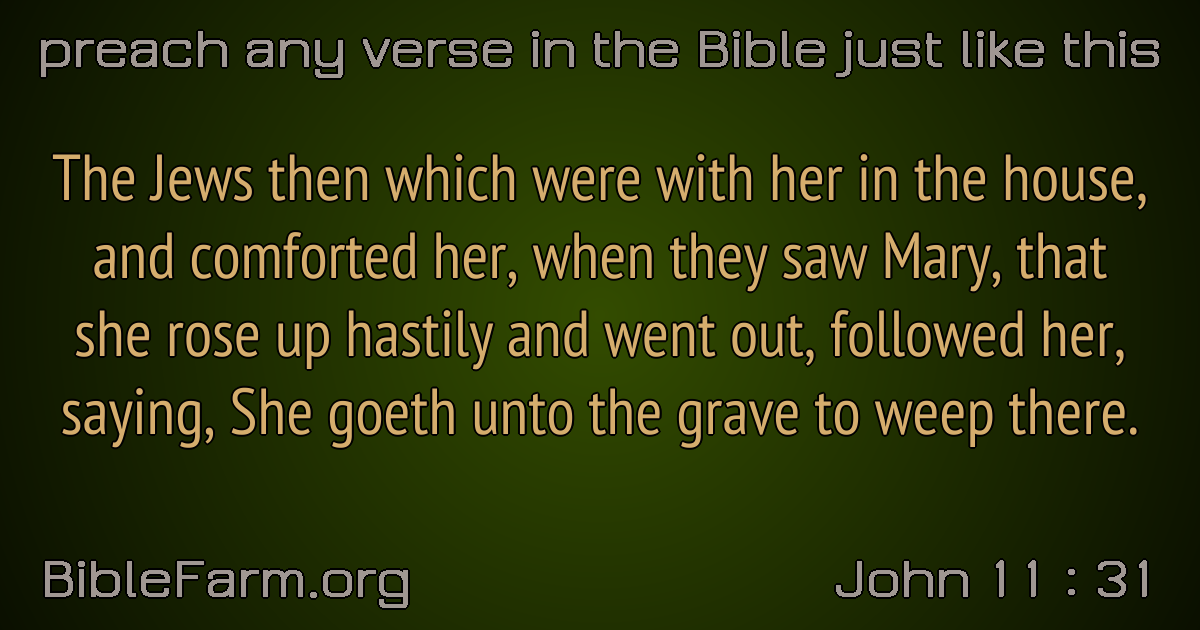 preach any verse in the Bible just like this
The Jews then which were with her in the house,
and comforted her, when they saw Mary, that
she rose up hastily and went out, followed her,
saying, She goeth unto the grave to weep there.
BibleFarm.org
John 11 : 31